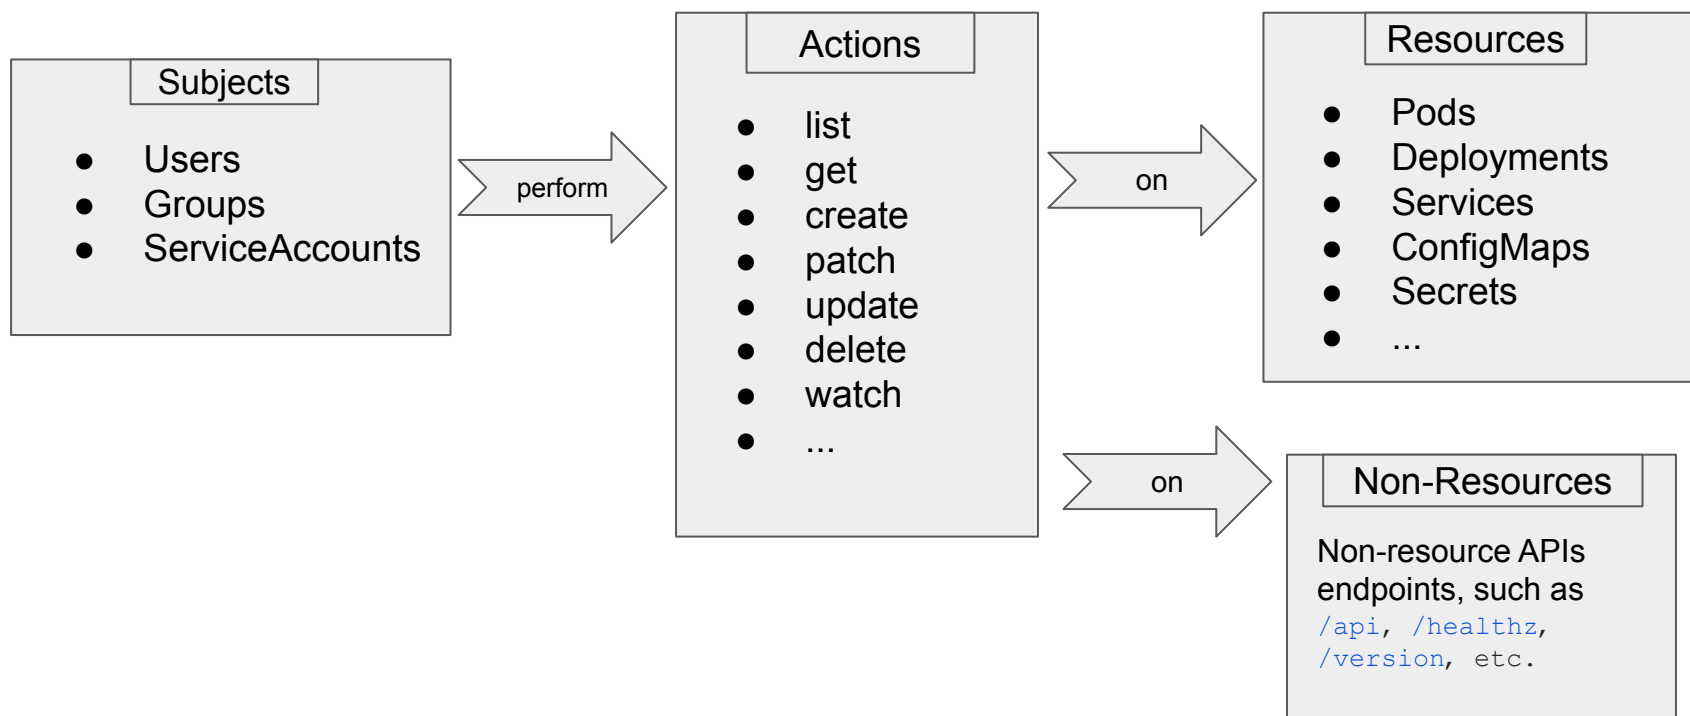 Subjects
● Users
● Groups
● ServiceAccounts
perform
Actions
● list
● get
● create
● patch
● update
● delete
● watch
● ...
on
Resources
● Pods
● Deployments
● Services
● ConfigMaps
● Secrets
● ...
on
Non-Resources
Non-resource APIs
endpoints, such as
/api, /healthz,
/version, etc.